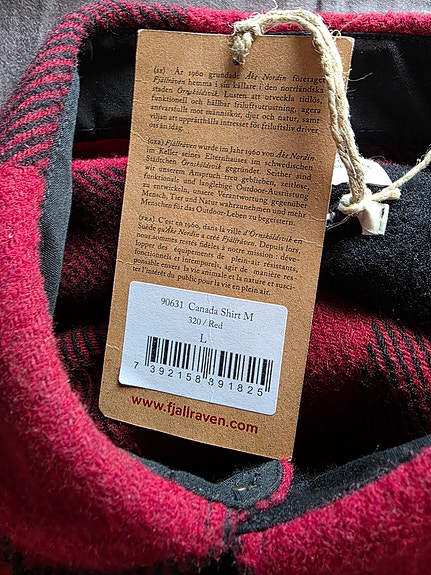 (SE) Är 1960 grundade Åke Nordin företaget
Fjällräven hemma i sin källare i den norrländska
staden Örnsköldsvik. Lusten att utveckla tidlös,
funktionell och hållbar friluftsutrustning, agera
ansvarsfullt mot människor, djur och natur, samt
viljan att upprätthålla intresset för friluftsliv driver
oss än idag.
(GER) Fjällräven wurde im Jahr 1960 von Åke Nordin
im Keller seines Elternhauses im schwedischen
Städtchen Örnsköldsvik gegründet. Seither sind
wir unserem Anspruch treu geblieben, zeitlose,
funktionale und langlebige Outdoor-Ausrüstung
zu entwickeln, unsere Verantwortung gegenüber
Mensch, Tier und Natur wahrzunehmen und mehr
Menschen für das Outdoor-Leben zu begeistern.
(FRA) C'est en 1960, dans la ville d'Örnsköldsvik en
Suède qu'Åke Nordin a créé Fjällräven. Depuis lors,
nous sommes restés fidèles à notre mission : déve-
lopper des équipements de plein-air résistants,
fonctionnels et intemporels, agir de manière res-
ponsable envers la vie animale et la nature et susci-
ter l'intérêt du public pour la vie en plein air.
90631 Canada Shirt M
320 / Red
L
7 392158 891825
www.fjallraven.com